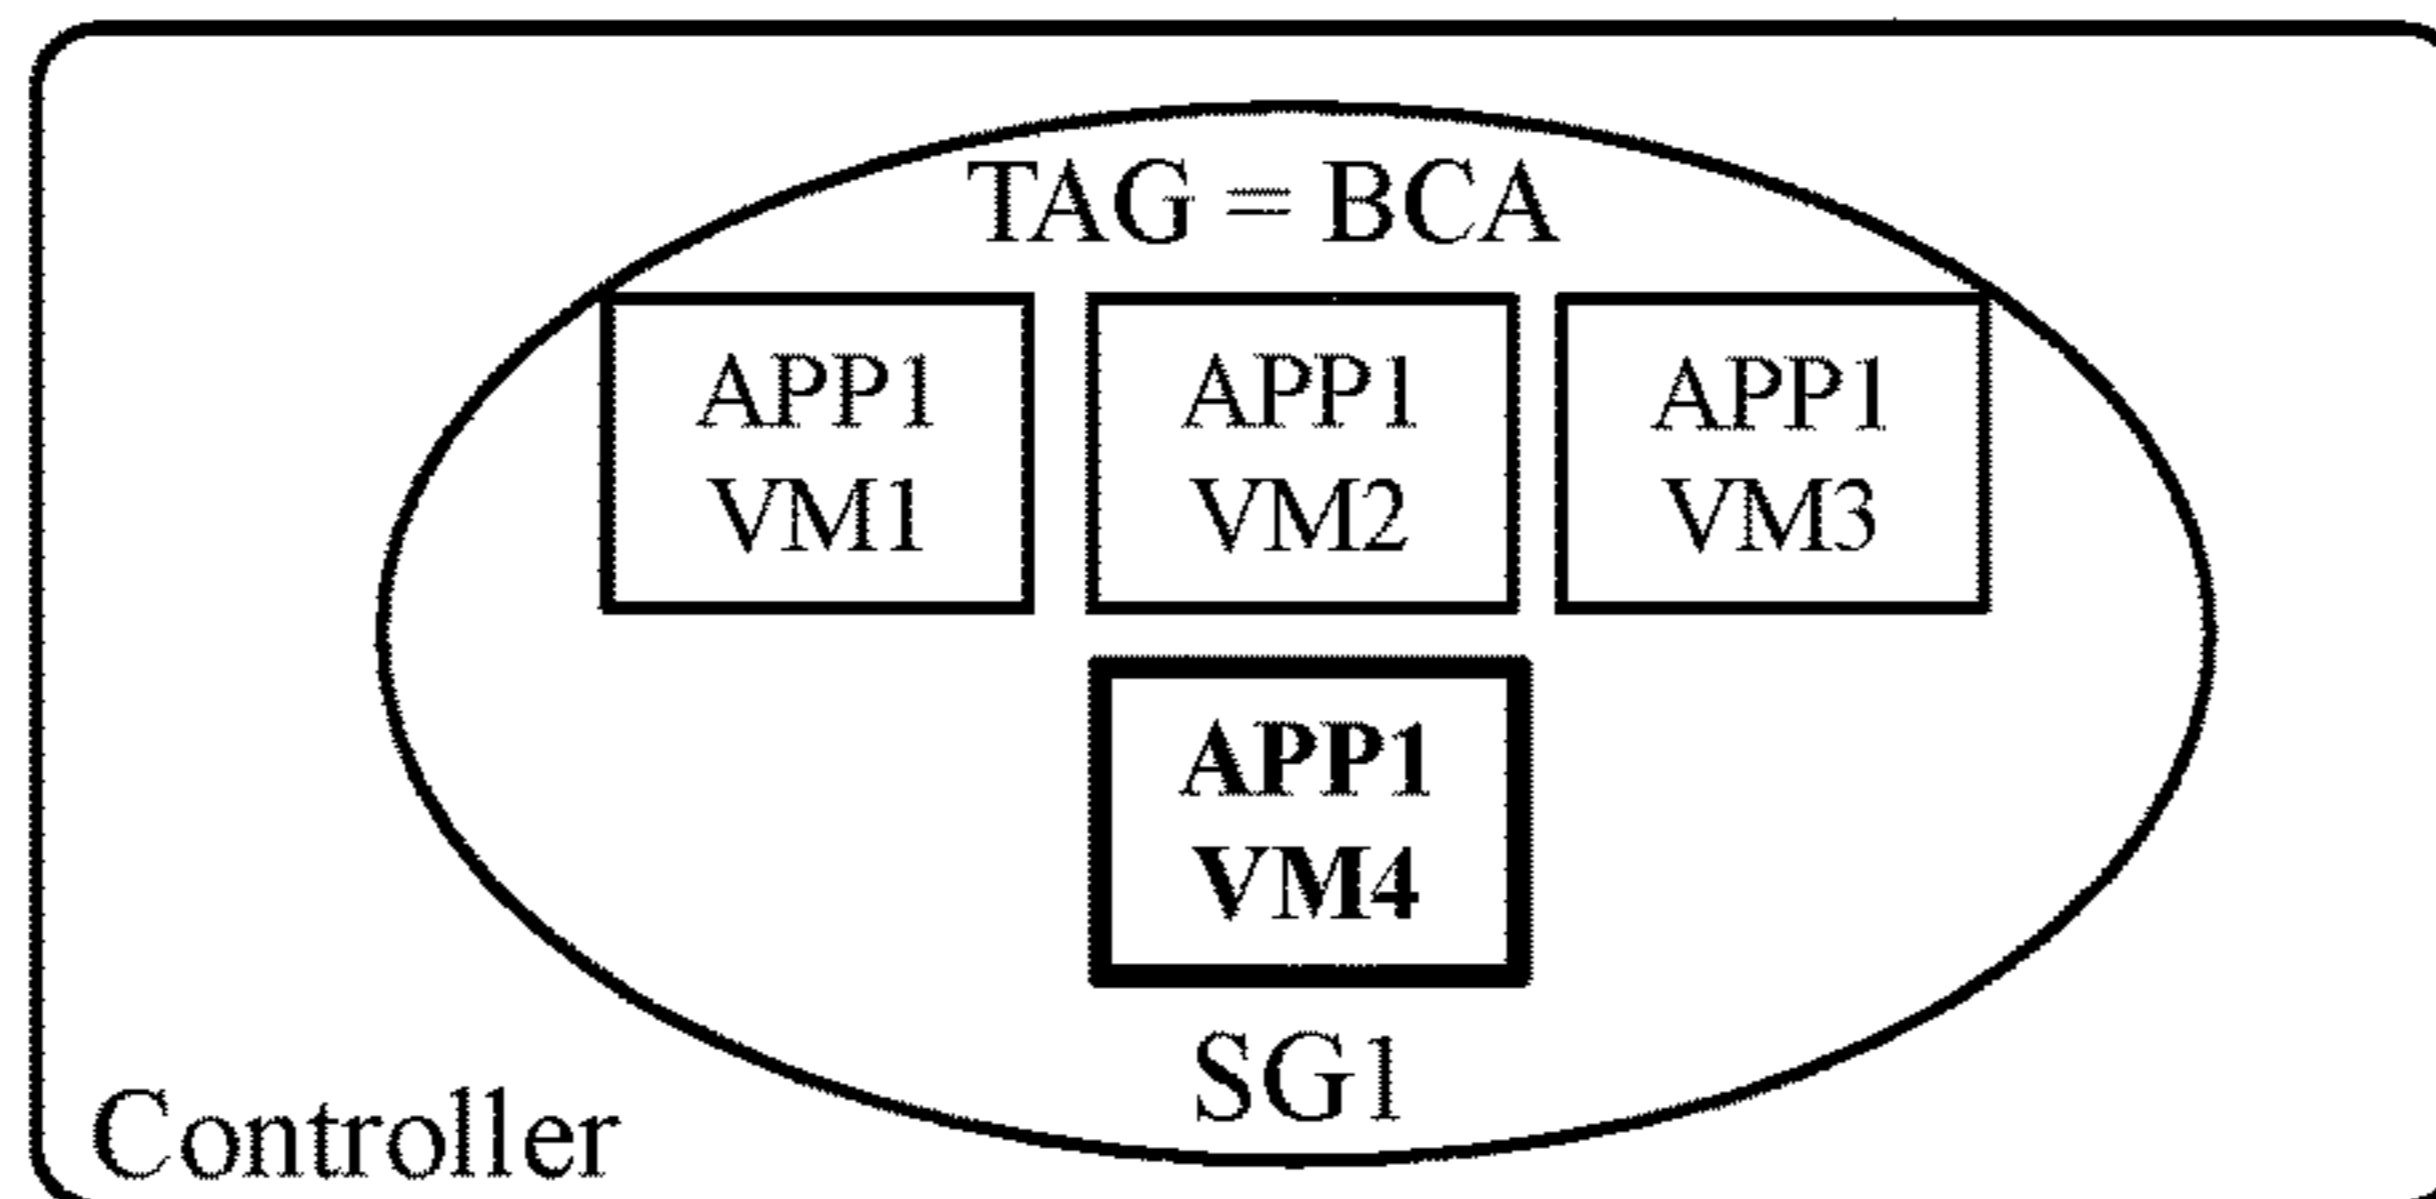 TAG = BCA
APP1
VM1
APP1
VM2
APP1
VM3
APP1
VM4
SG1
Controller